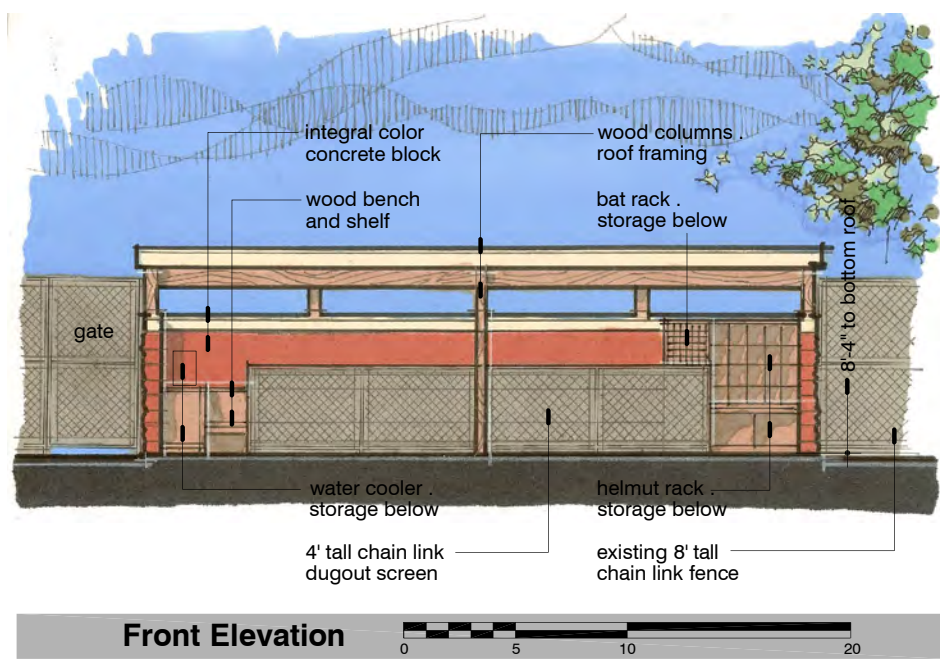 integral color
concrete block
wood columns .
roof framing
wood bench
and shelf
bat rack .
storage below
8'-4" to bottom roof
gate
water cooler .
storage below
helmut rack .
storage below
4' tall chain link
dugout screen
existing 8' tall
chain link fence
Front Elevation
0 5 10 20